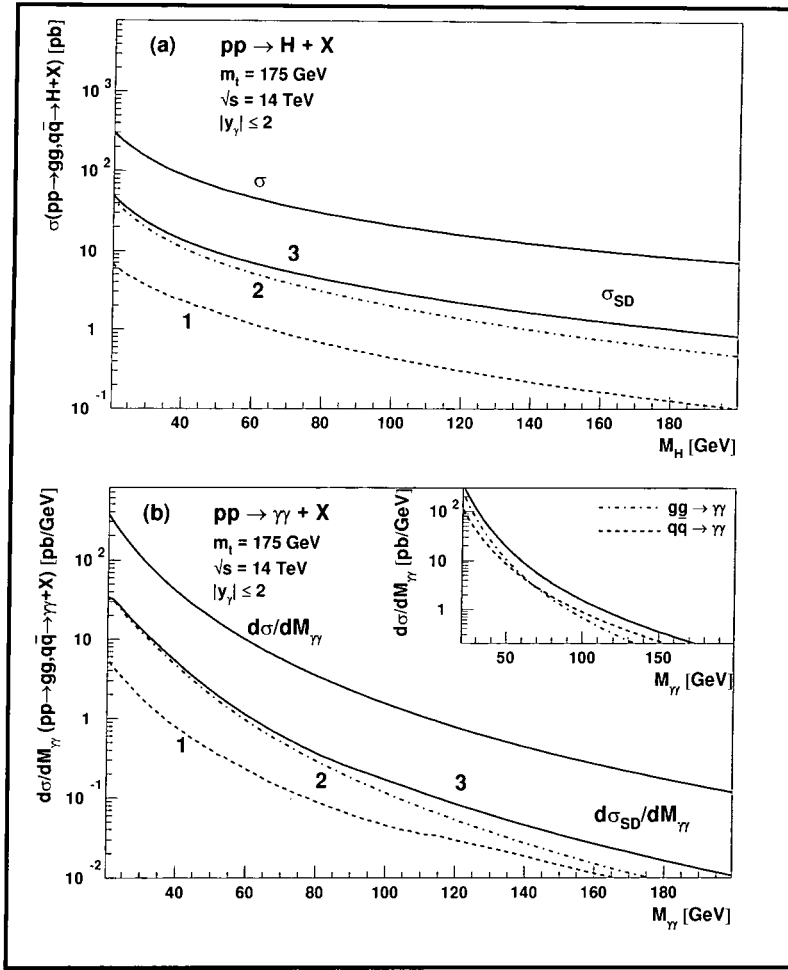 (a) pp → H + X
m_t = 175 GeV
√s = 14 TeV
|y_γ| ≤ 2
σ(pp→gg,qq̄→H+X) [pb]
10^3
10^2
10
1
10^-1
σ
3
2
1
σ_SD
40 60 80 100 120 140 160 180
M_H [GeV]
(b) pp → γγ + X
m_t = 175 GeV
√s = 14 TeV
|y_γ| ≤ 2
dσ/dM_γγ (pp→gg,qq̄→γγ+X) [pb/GeV]
10^2
10
1
10^-1
10^-2
dσ/dM_γγ
1
2
3
dσ_SD/dM_γγ
40 60 80 100 120 140 160 180
M_γγ [GeV]
dσ/dM_γγ [pb/GeV]
10^2
10
1
gg → γγ
qq̄ → γγ
50 100 150
M_γγ [GeV]